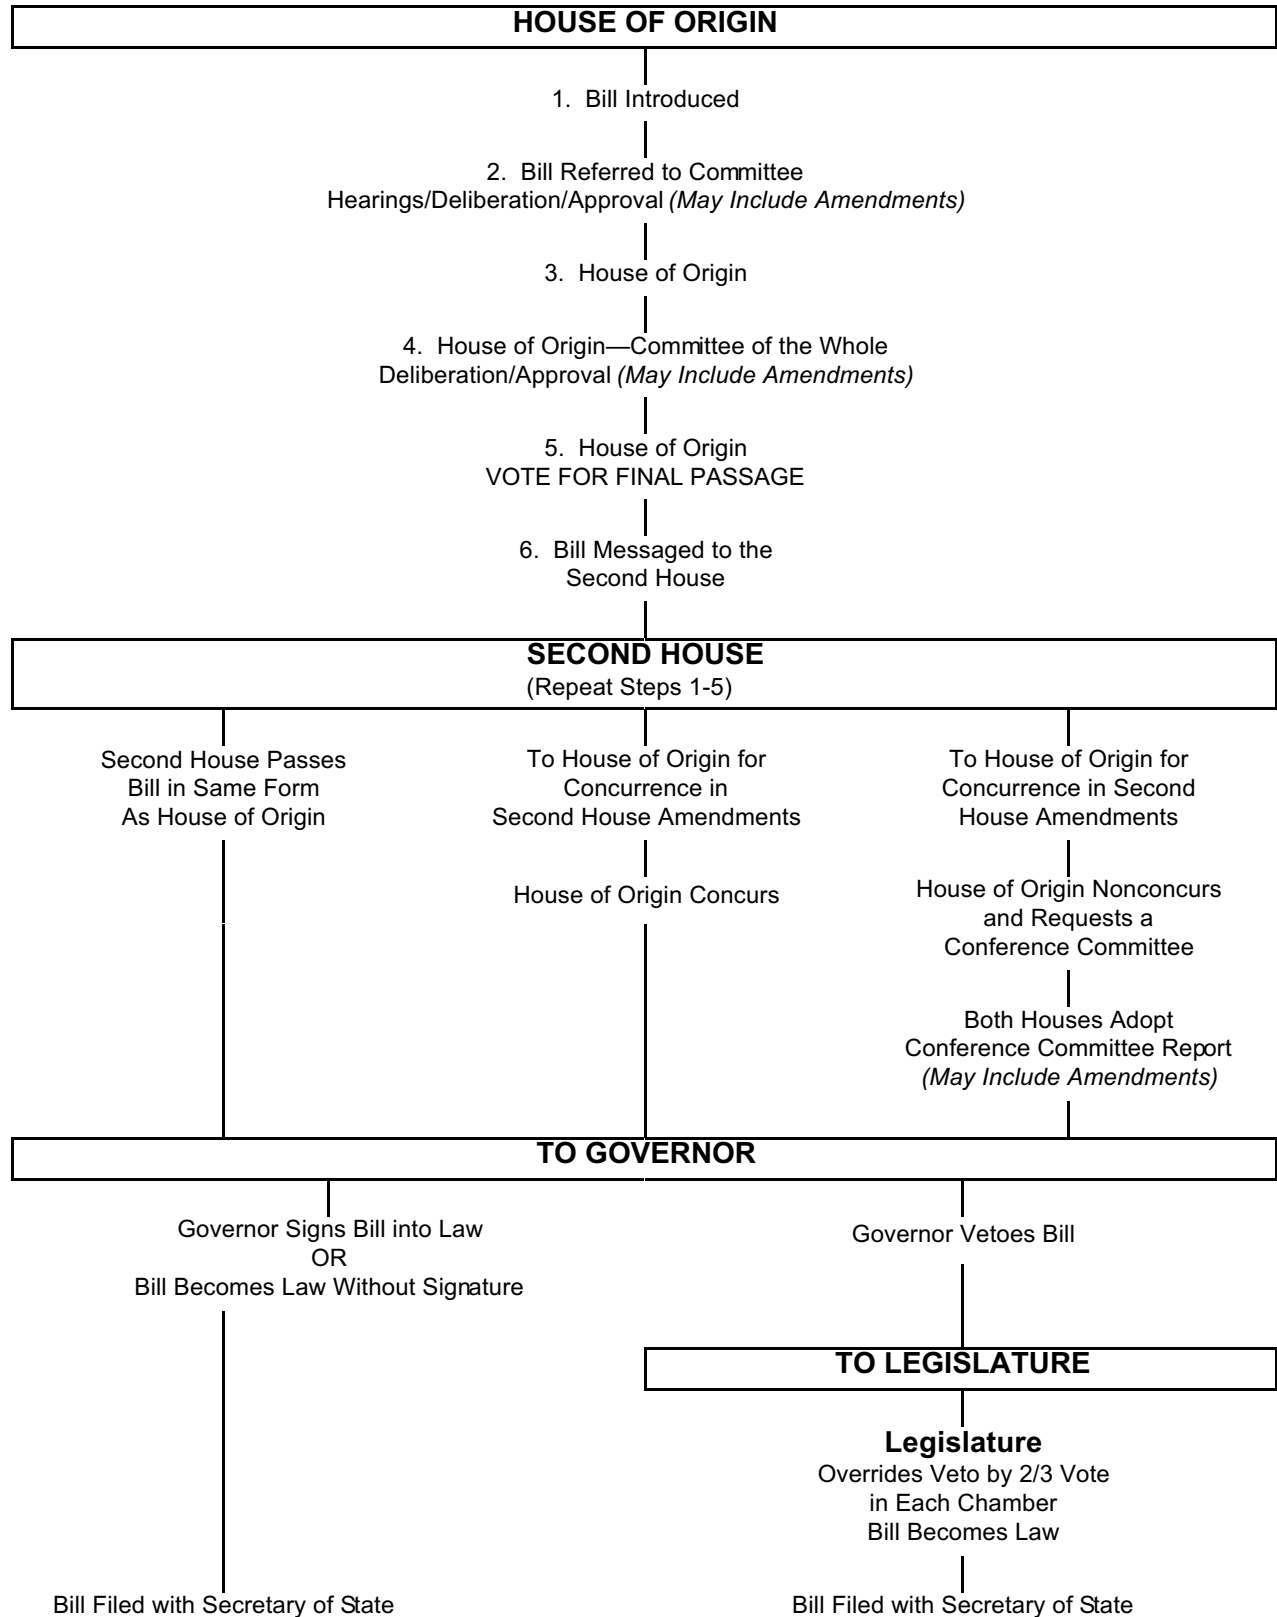 HOUSE OF ORIGIN
1. Bill Introduced
2. Bill Referred to Committee
Hearings/Deliberation/Approval (May Include Amendments)
3. House of Origin
4. House of Origin—Committee of the Whole
Deliberation/Approval (May Include Amendments)
5. House of Origin
VOTE FOR FINAL PASSAGE
6. Bill Messaged to the
Second House
SECOND HOUSE
(Repeat Steps 1-5)
Second House Passes
Bill in Same Form
As House of Origin
To House of Origin for
Concurrence in
Second House Amendments
House of Origin Concurs
To House of Origin for
Concurrence in Second
House Amendments
House of Origin Nonconcurs
and Requests a
Conference Committee
Both Houses Adopt
Conference Committee Report
(May Include Amendments)
TO GOVERNOR
Governor Signs Bill into Law
OR
Bill Becomes Law Without Signature
Bill Filed with Secretary of State
Governor Vetoes Bill
TO LEGISLATURE
Legislature
Overrides Veto by 2/3 Vote
in Each Chamber
Bill Becomes Law
Bill Filed with Secretary of State